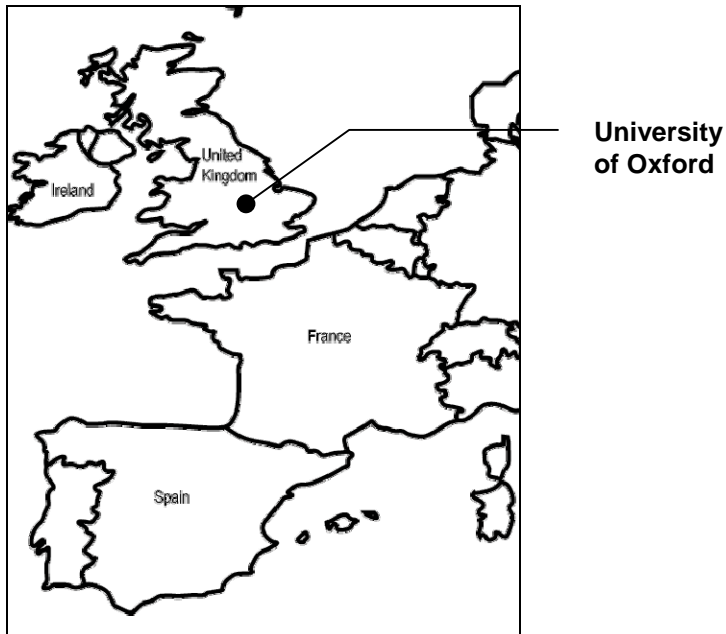 United
Kingdom
Ireland
University
of Oxford
France
Spain